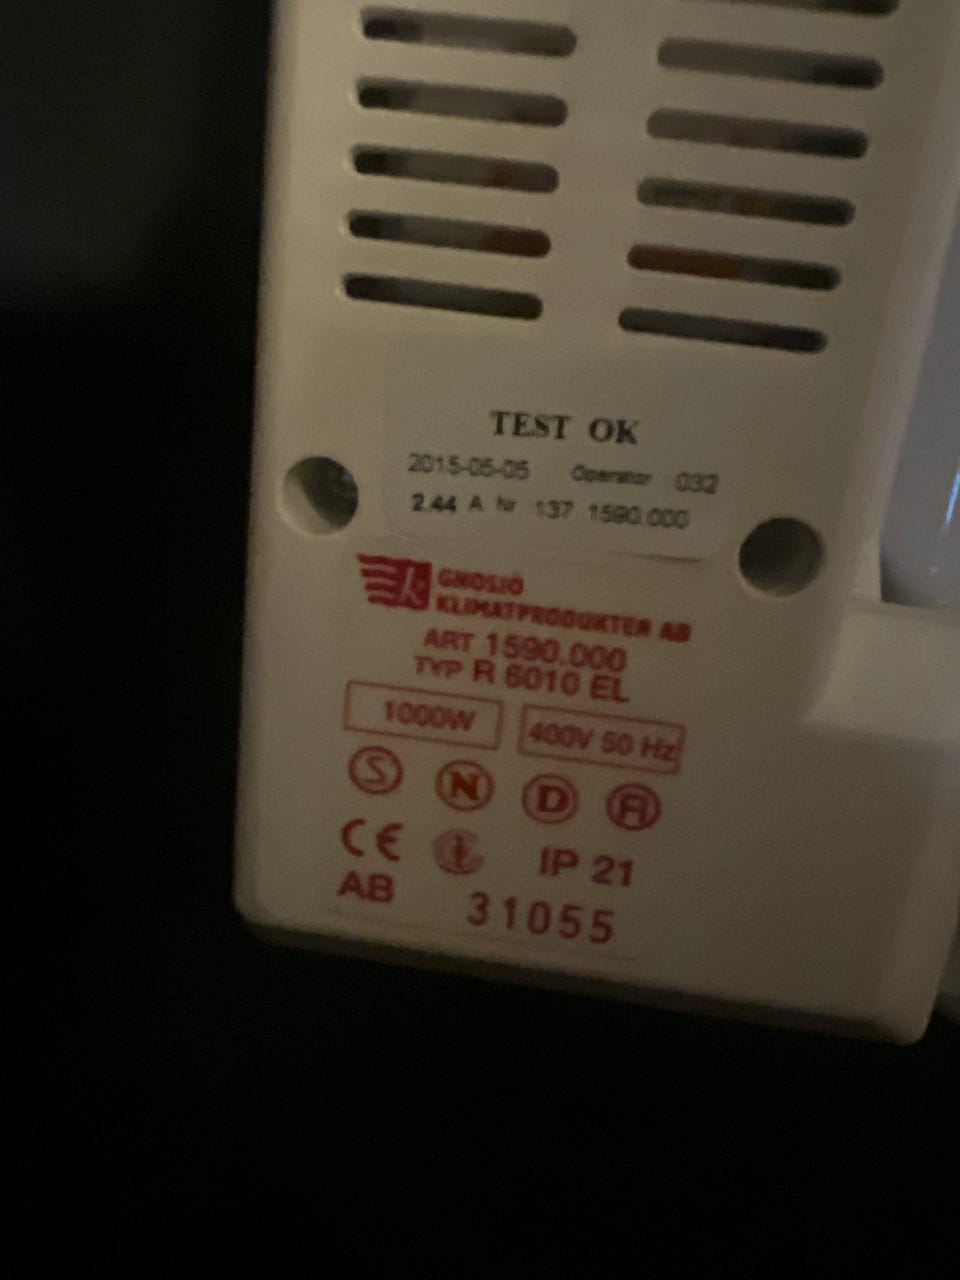 TEST OK
2015-05-05 Operator 032
2.44 A Nr 137 1590.000
GNOSJÖ
KLIMATPRODUKTER AB
ART 1590.000
TYP R 6010 EL
1000W 400V 50 Hz
S N D FI
CE IP 21
AB 31055